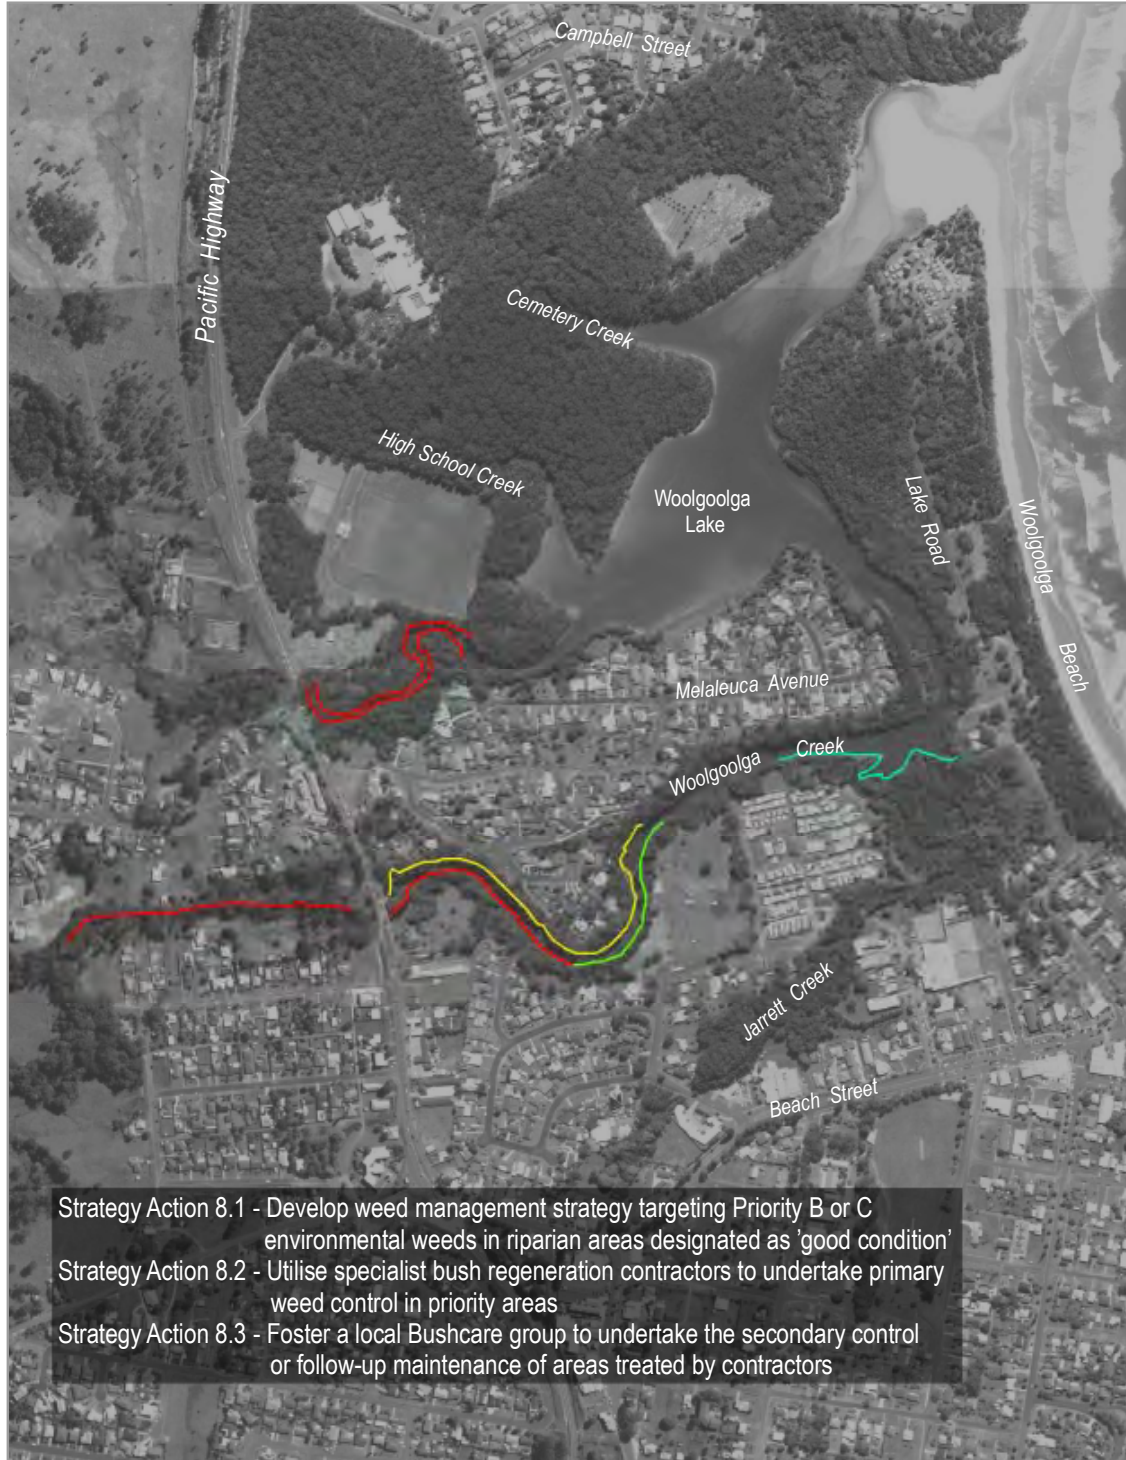 Campbell Street
Pacific Highway
Cemetery Creek
High School Creek
Woolgoolga
Lake
Lake Road
Woolgoolga Beach
Melaleuca Avenue
Woolgoolga Creek
Jarrett Creek
Beach Street
Strategy Action 8.1 - Develop weed management strategy targeting Priority B or C
environmental weeds in riparian areas designated as 'good condition'
Strategy Action 8.2 - Utilise specialist bush regeneration contractors to undertake primary
weed control in priority areas
Strategy Action 8.3 - Foster a local Bushcare group to undertake the secondary control
or follow-up maintenance of areas treated by contractors